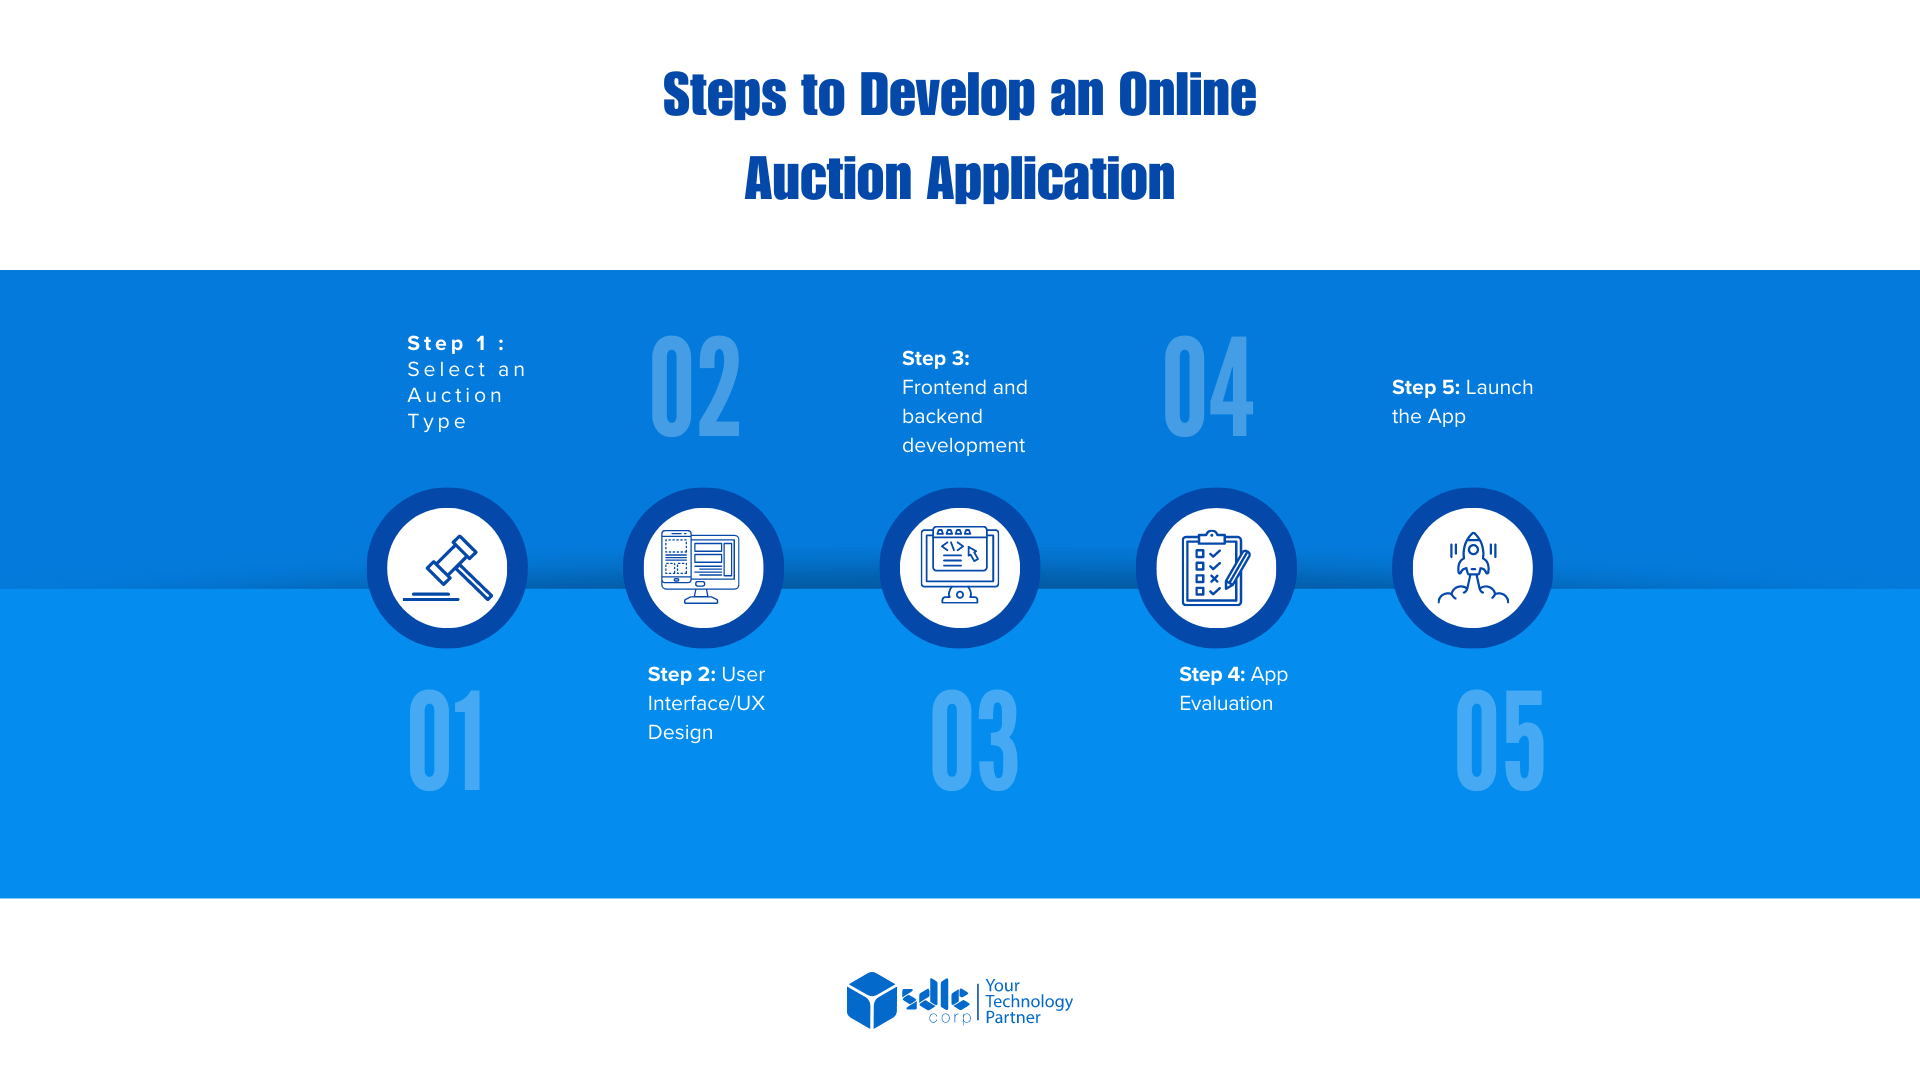 Steps to Develop an Online
Auction Application
Step 1 :
Select an
Auction
Type
01
02
Step 2: User
Interface/UX
Design
Step 3:
Frontend and
backend
development
03
04
Step 4: App
Evaluation
Step 5: Launch
the App
05
sdlc
corp
Your
Technology
Partner